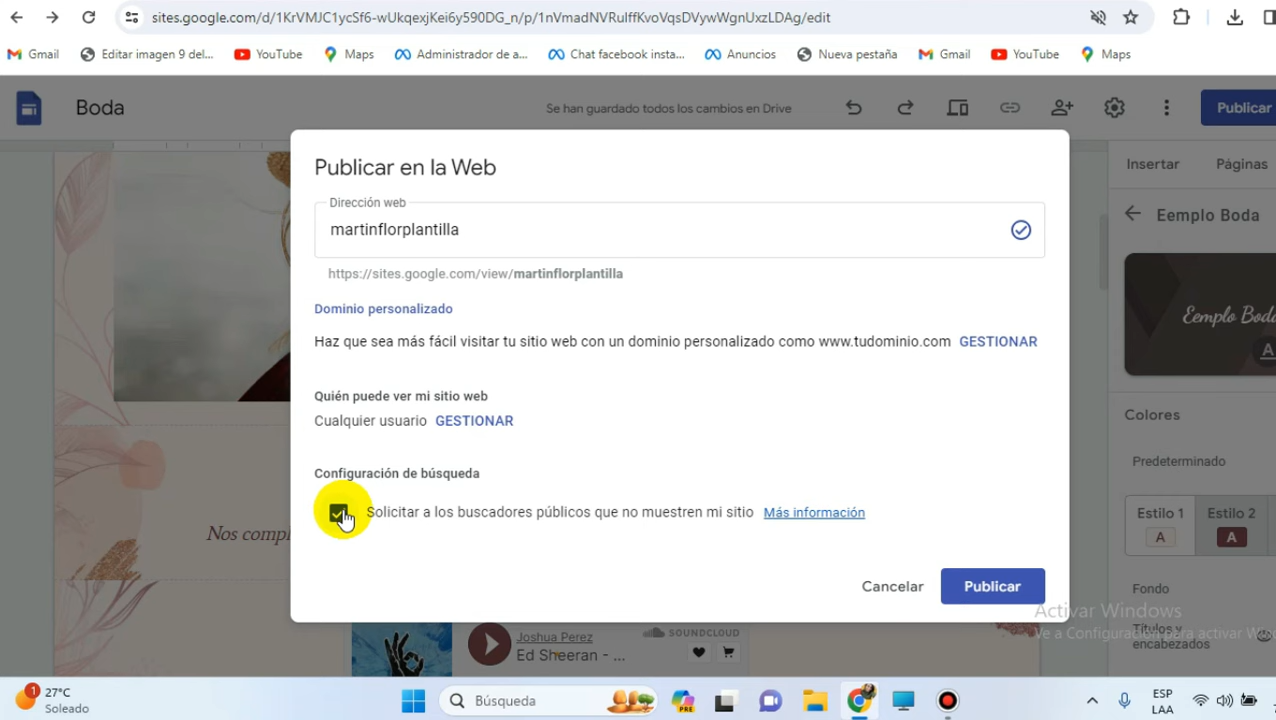 sites.google.com/d/1KrVMJC1ycSf6-wUkqexjKei6y590DG_n/p/1nVmadNVRulffKvoVqsDVywWgnUxzLDAg/edit
Gmail Editar imagen 9 del... YouTube Maps Administrador de a... Chat facebook insta... Anuncios Nueva pestaña Gmail YouTube Maps
Boda Se han guardado todos los cambios en Drive Publicar
Publicar en la Web
Dirección web
martinflorplantilla
https://sites.google.com/view/martinflorplantilla
Dominio personalizado
Haz que sea más fácil visitar tu sitio web con un dominio personalizado como www.tudominio.com GESTIONAR
Quién puede ver mi sitio web
Cualquier usuario GESTIONAR
Configuración de búsqueda
Solicitar a los buscadores públicos que no muestren mi sitio Más información
Cancelar Publicar
Insertar Páginas
Eemplo Boda
Eemplo Boda
A
Colores
Predeterminado
Estilo 1 Estilo 2
A A
Fondo
Títulos y
encabezados
Activar Windows
Ve a Configuración para activar
Nos
Joshua Perez SOUNDCLOUD
Ed Sheeran - ...
1 27°C
Soleado
Búsqueda
PRE
ESP
LAA